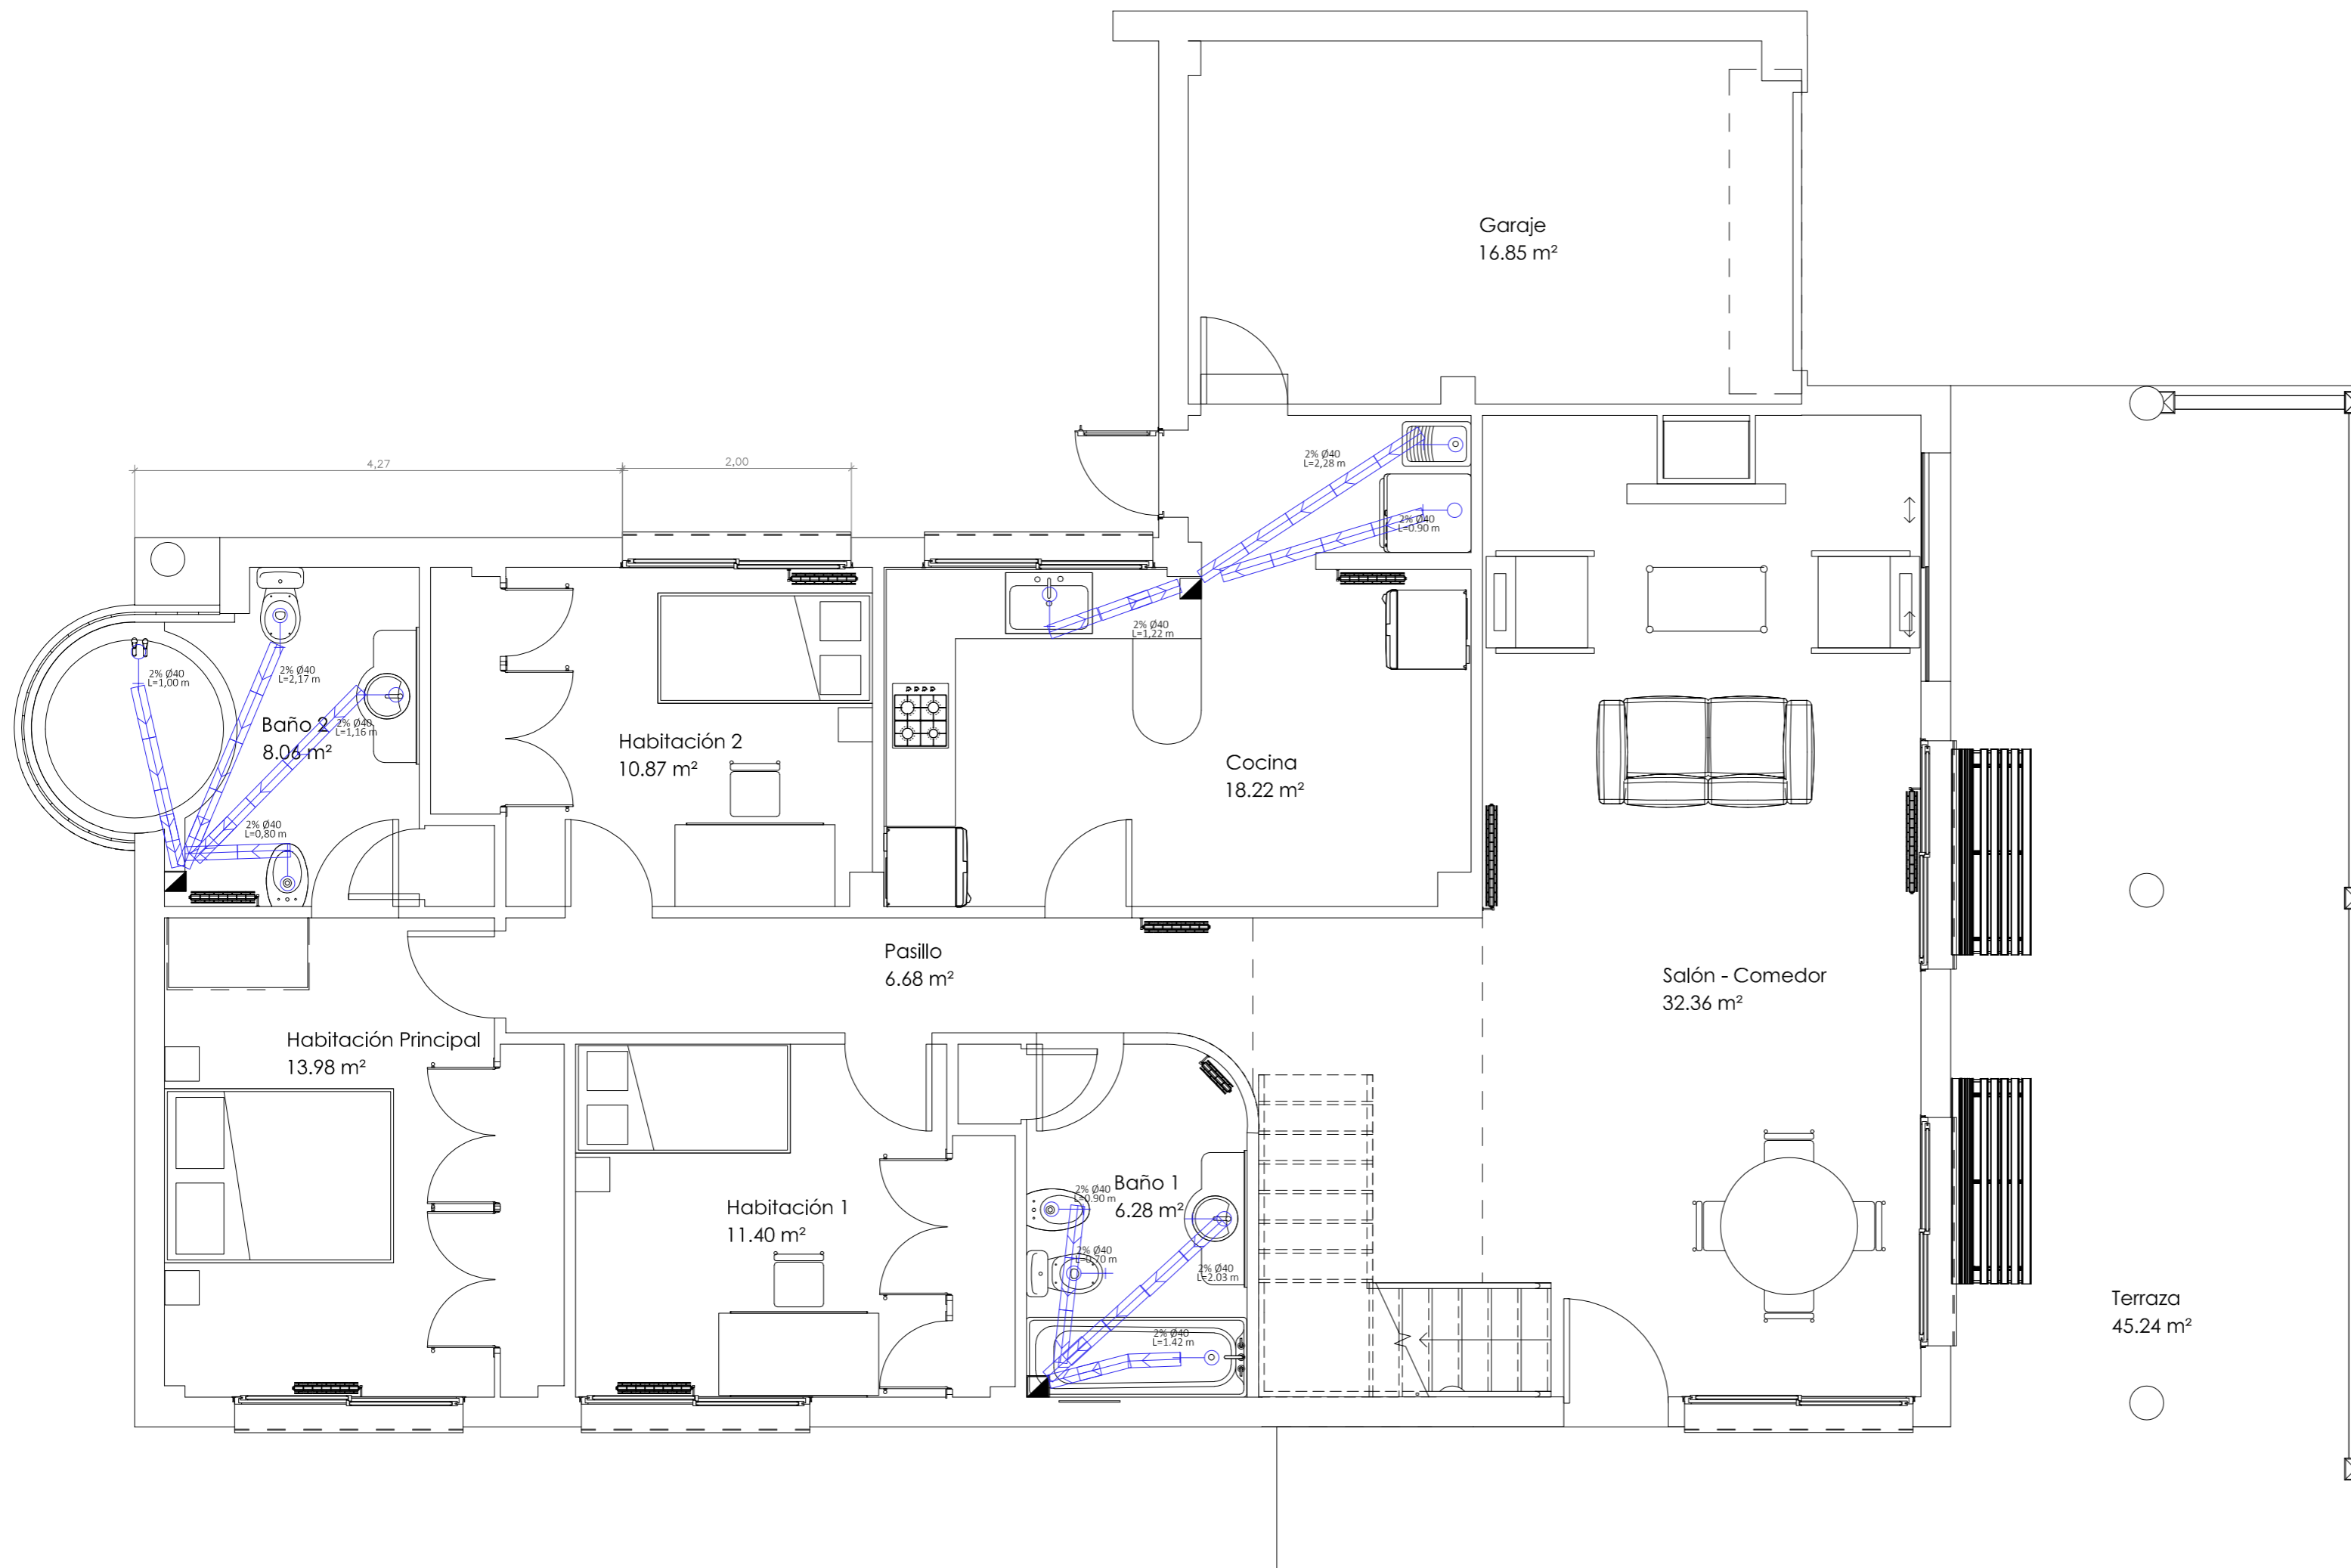 Garaje
16.85 m²
2% Ø40
L=2,28 m
4,27
2,00
2% Ø40
L=0.90 m
2% Ø40
L=1,22 m
2% Ø40
L=1,00 m
2% Ø40
L=2,17 m
Baño 2
8.06 m²
2% Ø40
L=1,16 m
Habitación 2
10.87 m²
Cocina
18.22 m²
2% Ø40
L=0,80 m
Pasillo
6.68 m²
Salón - Comedor
32.36 m²
Habitación Principal
13.98 m²
Habitación 1
11.40 m²
Baño 1
6.28 m²
2% Ø40
L=0.90 m
2% Ø40
L=0,70 m
2% Ø40
L=2.03 m
2% Ø40
L=1.42 m
Terraza
45.24 m²